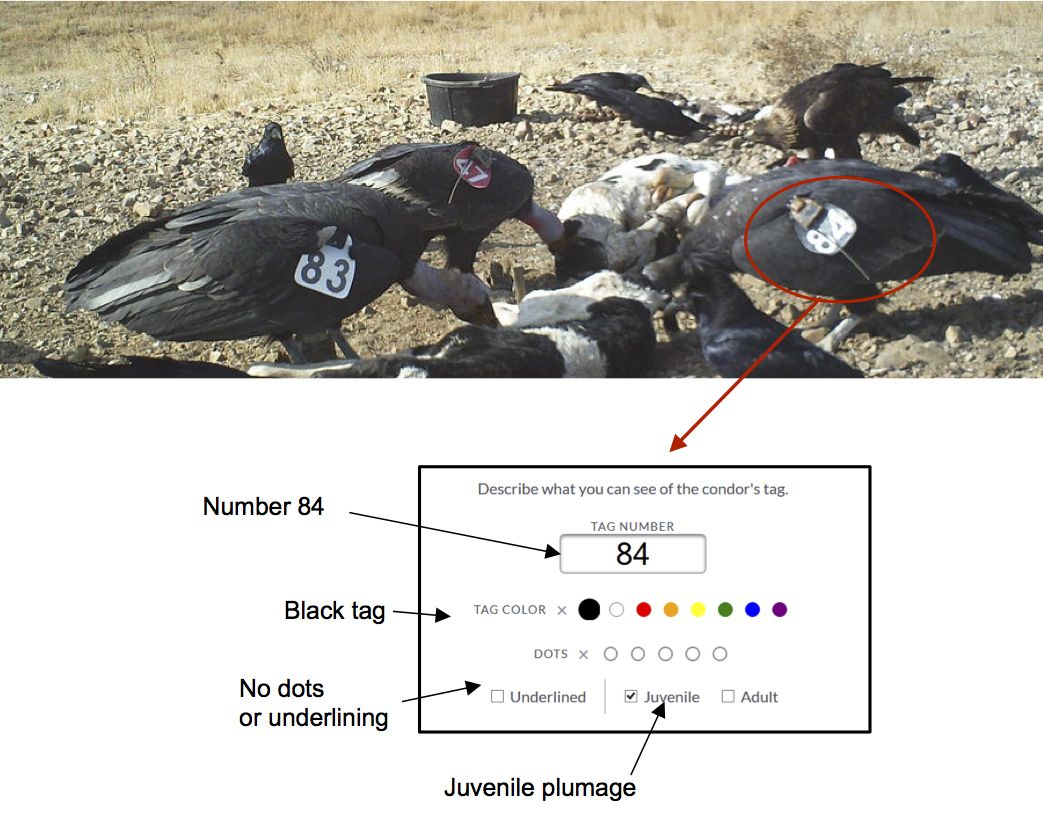 47
83
8
Describe what you can see of the condor's tag.
Number 84
TAG NUMBER
84
Black tag
TAG COLOR ×
DOTS ×
No dots
or underlining
Underlined
Juvenile
Adult
Juvenile plumage